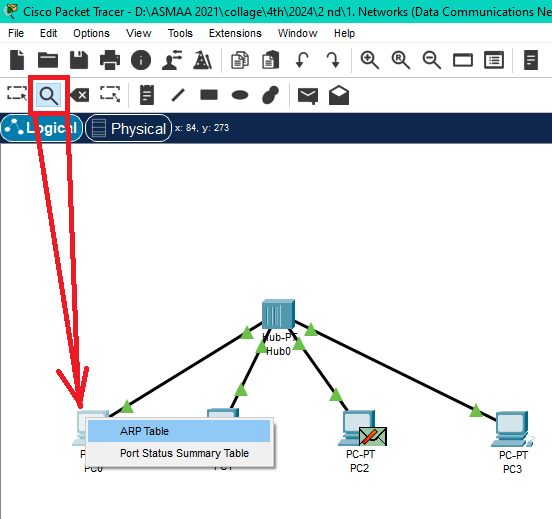 Cisco Packet Tracer - D:\ASMAA 2021\collage\4th\2024\2 nd\1. Networks (Data Communications Ne
File Edit Options View Tools Extensions Window Help
Logical Physical x: 84, y: 273
Hub-PT
Hub0
ARP Table
Port Status Summary Table
PC0
PC1
PC-PT
PC2
PC-PT
PC3